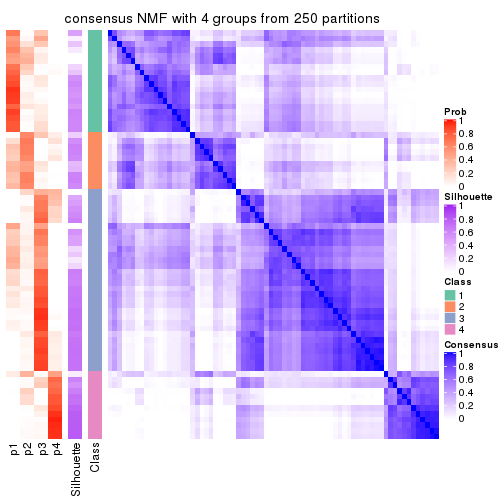 consensus NMF with 4 groups from 250 partitions
Prob
1
0.8
0.6
0.4
0.2
0
Silhouette
1
0.8
0.6
0.4
0.2
0
Class
1
2
3
4
Consensus
1
0.8
0.6
0.4
0.2
0
p1
p2
p3
p4
Silhouette
Class